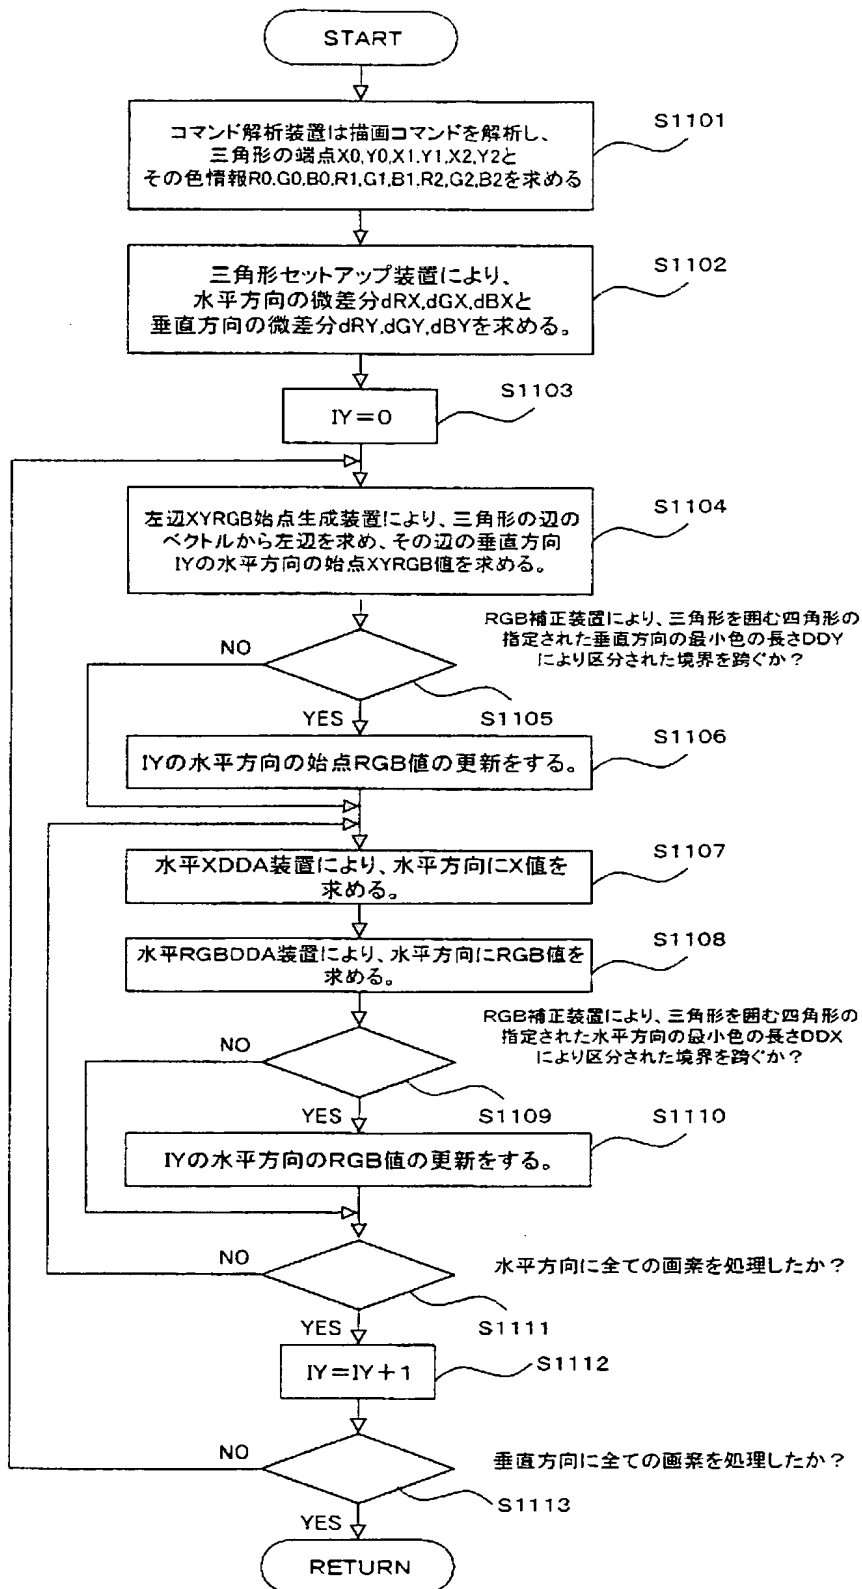 START
コマンド解析装置は描画コマンドを解析し、
三角形の端点X0,Y0,X1,Y1,X2,Y2と
その色情報R0,G0,B0,R1,G1,B1,R2,G2,B2を求める
S1101
三角形セットアップ装置により、
水平方向の微差分dRX,dGX,dBXと
垂直方向の微差分dRY,dGY,dBYを求める。
S1102
IY=0
S1103
左辺XYRGB始点生成装置により、三角形の辺の
ベクトルから左辺を求め、その辺の垂直方向
IYの水平方向の始点XYRGB値を求める。
S1104
RGB補正装置により、三角形を囲む四角形の
指定された垂直方向の最小色の長さDDY
により区分された境界を跨ぐか？
NO
YES
S1105
IYの水平方向の始点RGB値の更新をする。
S1106
水平XDDA装置により、水平方向にX値を
求める。
S1107
水平RGBDDA装置により、水平方向にRGB値を
求める。
S1108
RGB補正装置により、三角形を囲む四角形の
指定された水平方向の最小色の長さDDX
により区分された境界を跨ぐか？
NO
YES
S1109
IYの水平方向のRGB値の更新をする。
S1110
NO
水平方向に全ての画素を処理したか？
YES
S1111
IY=IY+1
S1112
NO
垂直方向に全ての画素を処理したか？
YES
S1113
RETURN